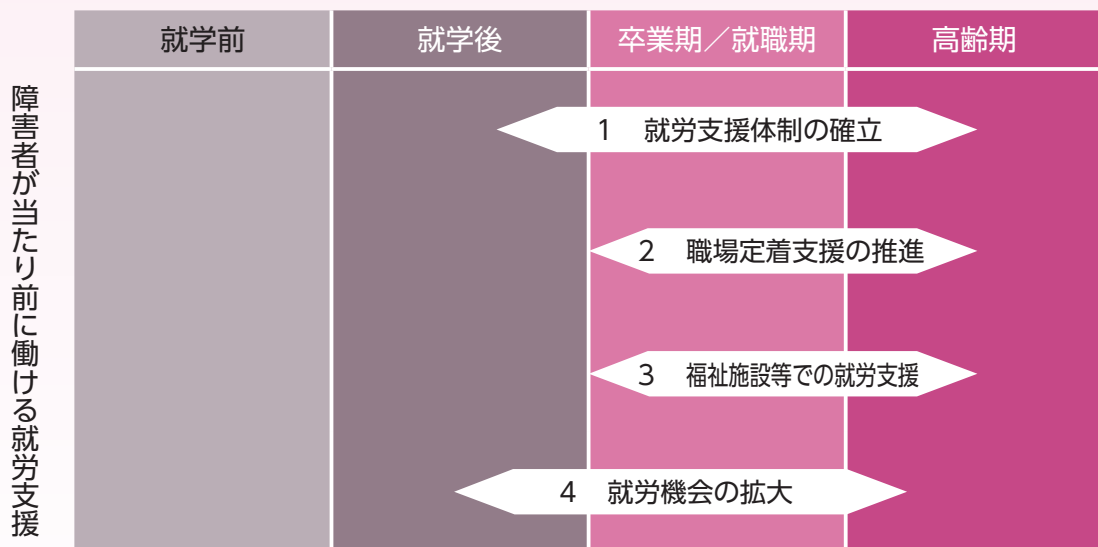 就学前
就学後
卒業期／就職期
高齢期
障害者が当たり前に働ける就労支援
1 就労支援体制の確立
2 職場定着支援の推進
3 福祉施設等での就労支援
4 就労機会の拡大